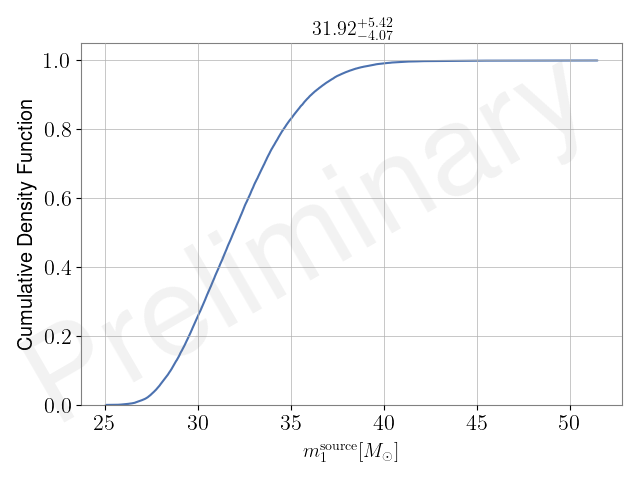 31.92^{+5.42}_{-4.07}
Cumulative Density Function
1.0
0.8
0.6
0.4
0.2
0.0
Preliminary
25 30 35 40 45 50
m_1^{source}[M_⊙]